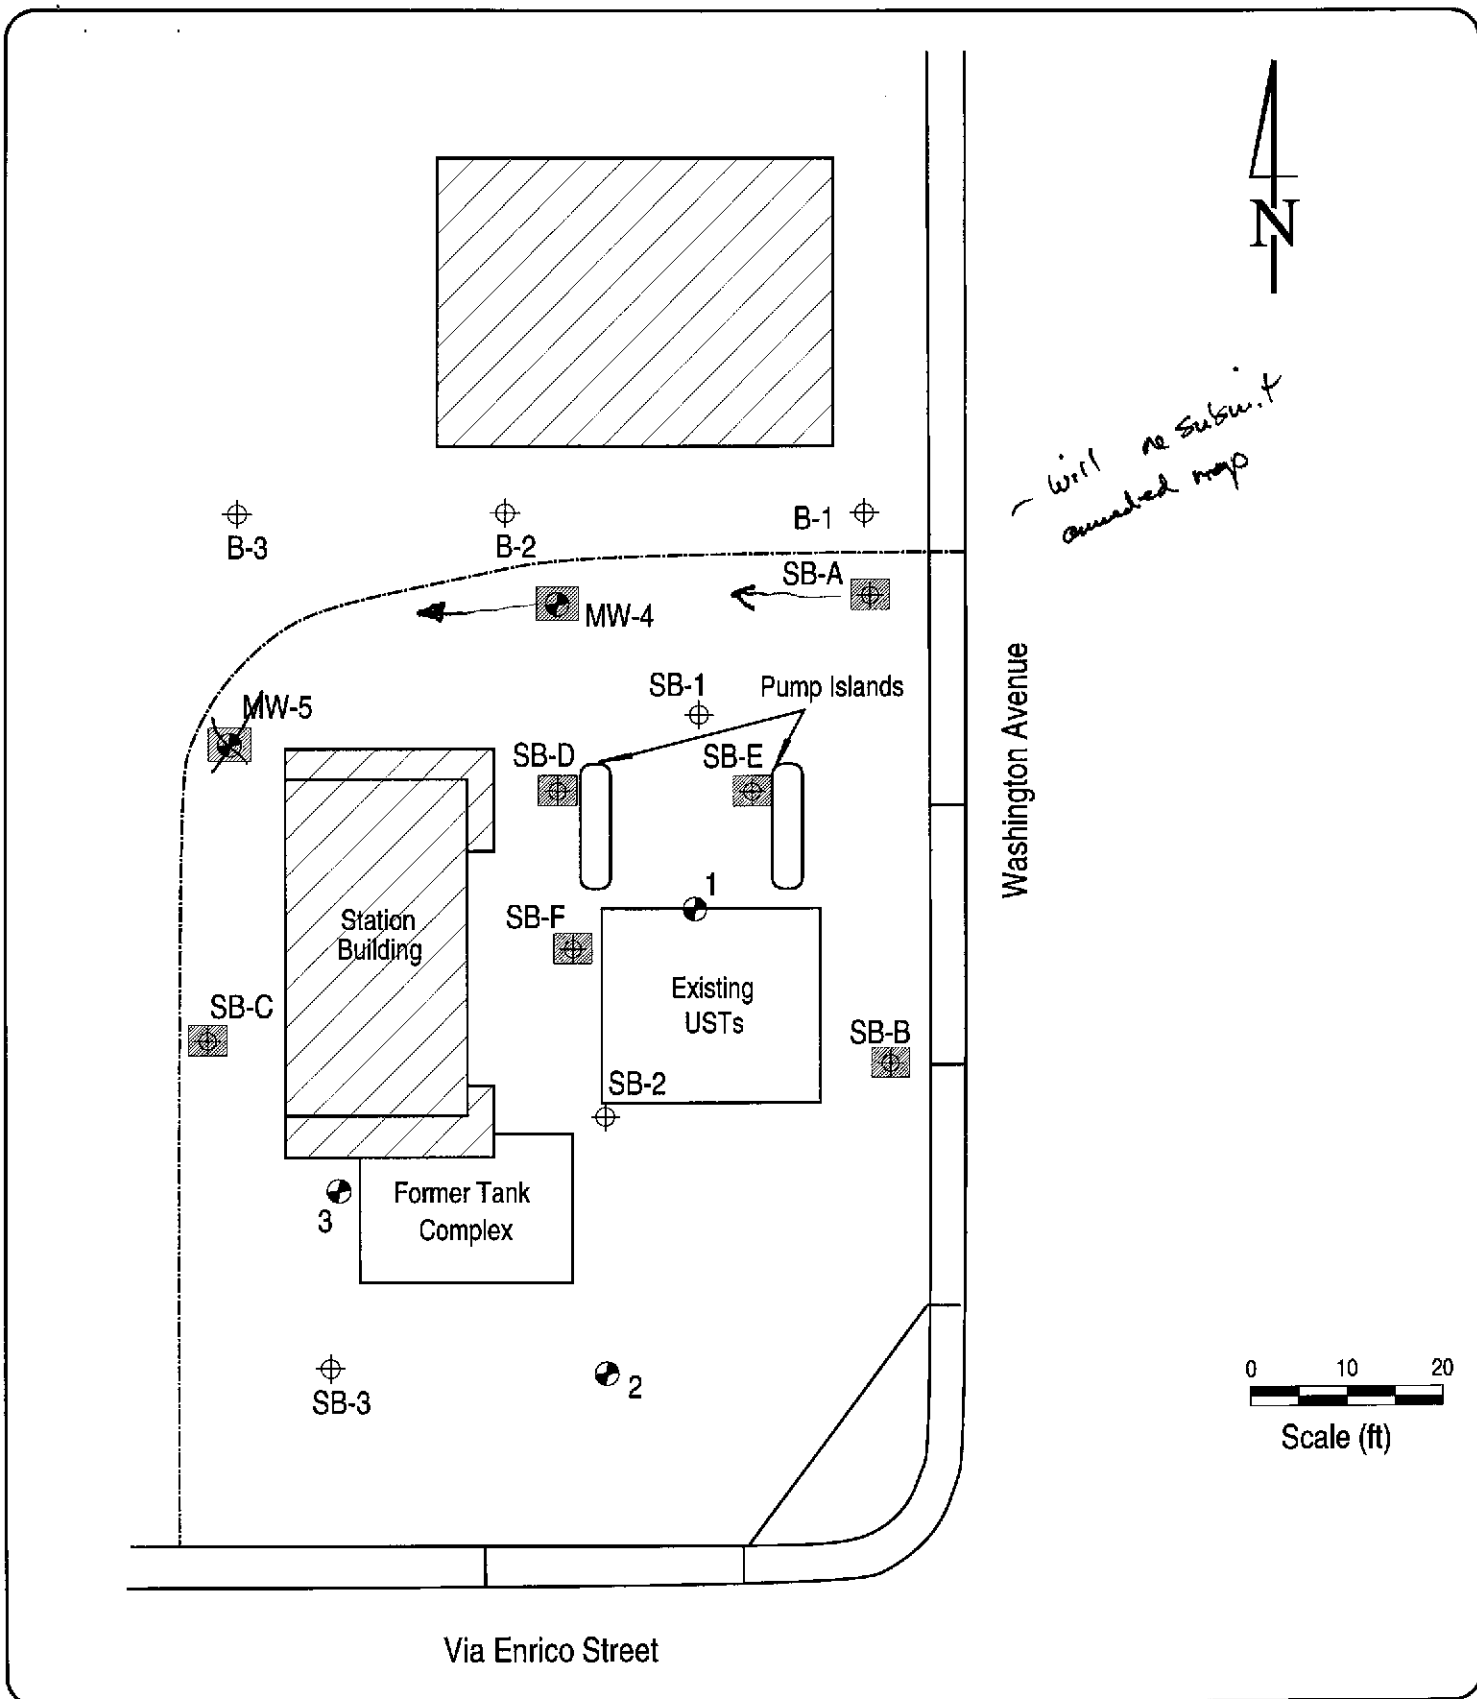 N
- will resubmit
amended map
B-3
B-2
B-1
SB-A
MW-4
MW-5
SB-1
Pump Islands
SB-D
SB-E
Washington Avenue
1
SB-F
Station
Building
Existing
USTs
SB-C
SB-B
SB-2
Former Tank
Complex
3
SB-3
2
0 10 20
Scale (ft)
Via Enrico Street